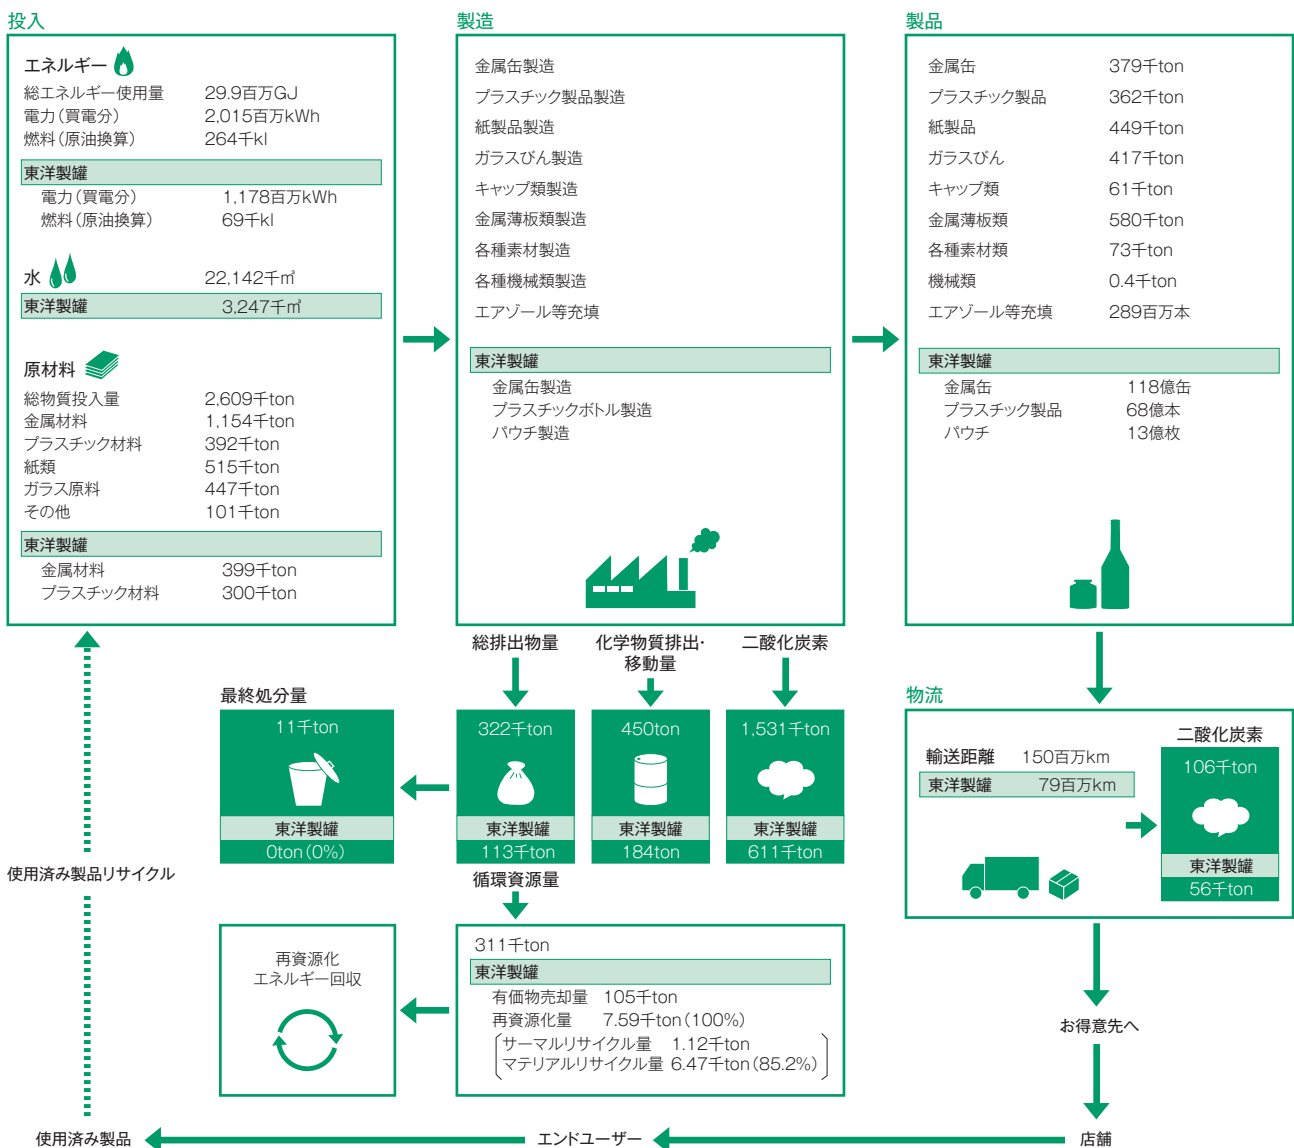 投入
エネルギー
総エネルギー使用量 29.9百万GJ
電力(買電分) 2,015百万kWh
燃料(原油換算) 264千kl
東洋製罐
電力(買電分) 1,178百万kWh
燃料(原油換算) 69千kl
水 22,142千㎥
東洋製罐 3,247千㎥
原材料
総物質投入量 2,609千ton
金属材料 1,154千ton
プラスチック材料 392千ton
紙類 515千ton
ガラス原料 447千ton
その他 101千ton
東洋製罐
金属材料 399千ton
プラスチック材料 300千ton
製造
金属缶製造
プラスチック製品製造
紙製品製造
ガラスびん製造
キャップ類製造
金属薄板類製造
各種素材製造
各種機械類製造
エアゾール等充填
東洋製罐
金属缶製造
プラスチックボトル製造
パウチ製造
製品
金属缶 379千ton
プラスチック製品 362千ton
紙製品 449千ton
ガラスびん 417千ton
キャップ類 61千ton
金属薄板類 580千ton
各種素材類 73千ton
機械類 0.4千ton
エアゾール等充填 289百万本
東洋製罐
金属缶 118億缶
プラスチック製品 68億本
パウチ 13億枚
総排出物量
322千ton
東洋製罐
113千ton
化学物質排出・
移動量
450ton
東洋製罐
184ton
二酸化炭素
1,531千ton
東洋製罐
611千ton
最終処分量
11千ton
東洋製罐
0ton(0%)
循環資源量
311千ton
東洋製罐
有価物売却量 105千ton
再資源化量 7.59千ton(100%)
サーマルリサイクル量 1.12千ton
マテリアルリサイクル量 6.47千ton(85.2%)
再資源化
エネルギー回収
物流
輸送距離 150百万km
東洋製罐 79百万km
二酸化炭素
106千ton
東洋製罐
56千ton
お得意先へ
店舗
エンドユーザー
使用済み製品
使用済み製品リサイクル